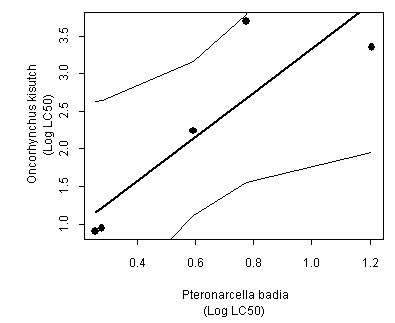 Oncorhynchus kisutch
(Log LC50)
3.5
3.0
2.5
2.0
1.5
1.0
0.4 0.6 0.8 1.0 1.2
Pteronarcella badia
(Log LC50)